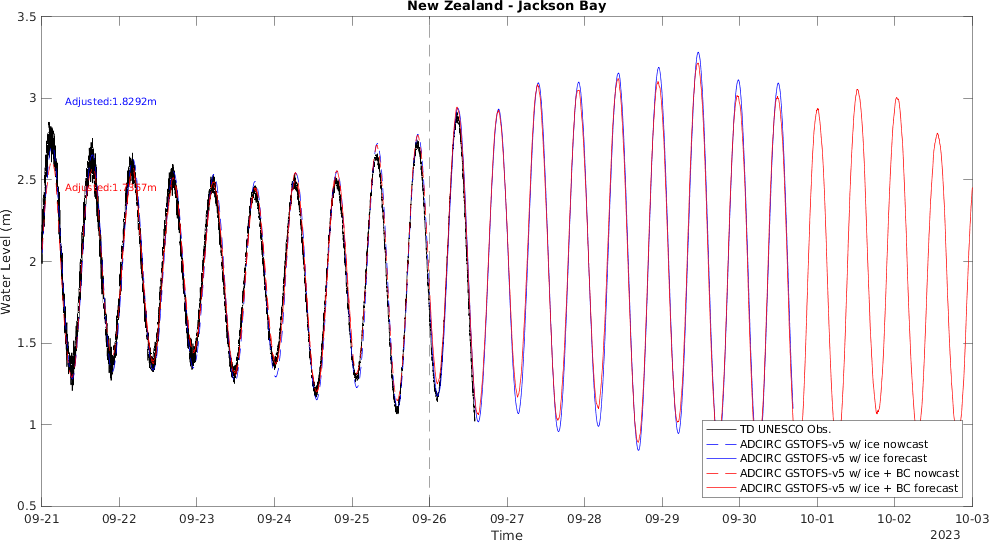 New Zealand - Jackson Bay
3.5
3
2.5
2
1.5
1
0.5
Water Level (m)
Adjusted:1.8292m
Adjusted:1.7357m
TD UNESCO Obs.
ADCIRC GSTOFS-v5 w/ ice nowcast
ADCIRC GSTOFS-v5 w/ ice forecast
ADCIRC GSTOFS-v5 w/ ice + BC nowcast
ADCIRC GSTOFS-v5 w/ ice + BC forecast
09-21 09-22 09-23 09-24 09-25 09-26 09-27 09-28 09-29 09-30 10-01 10-02 10-03
Time
2023